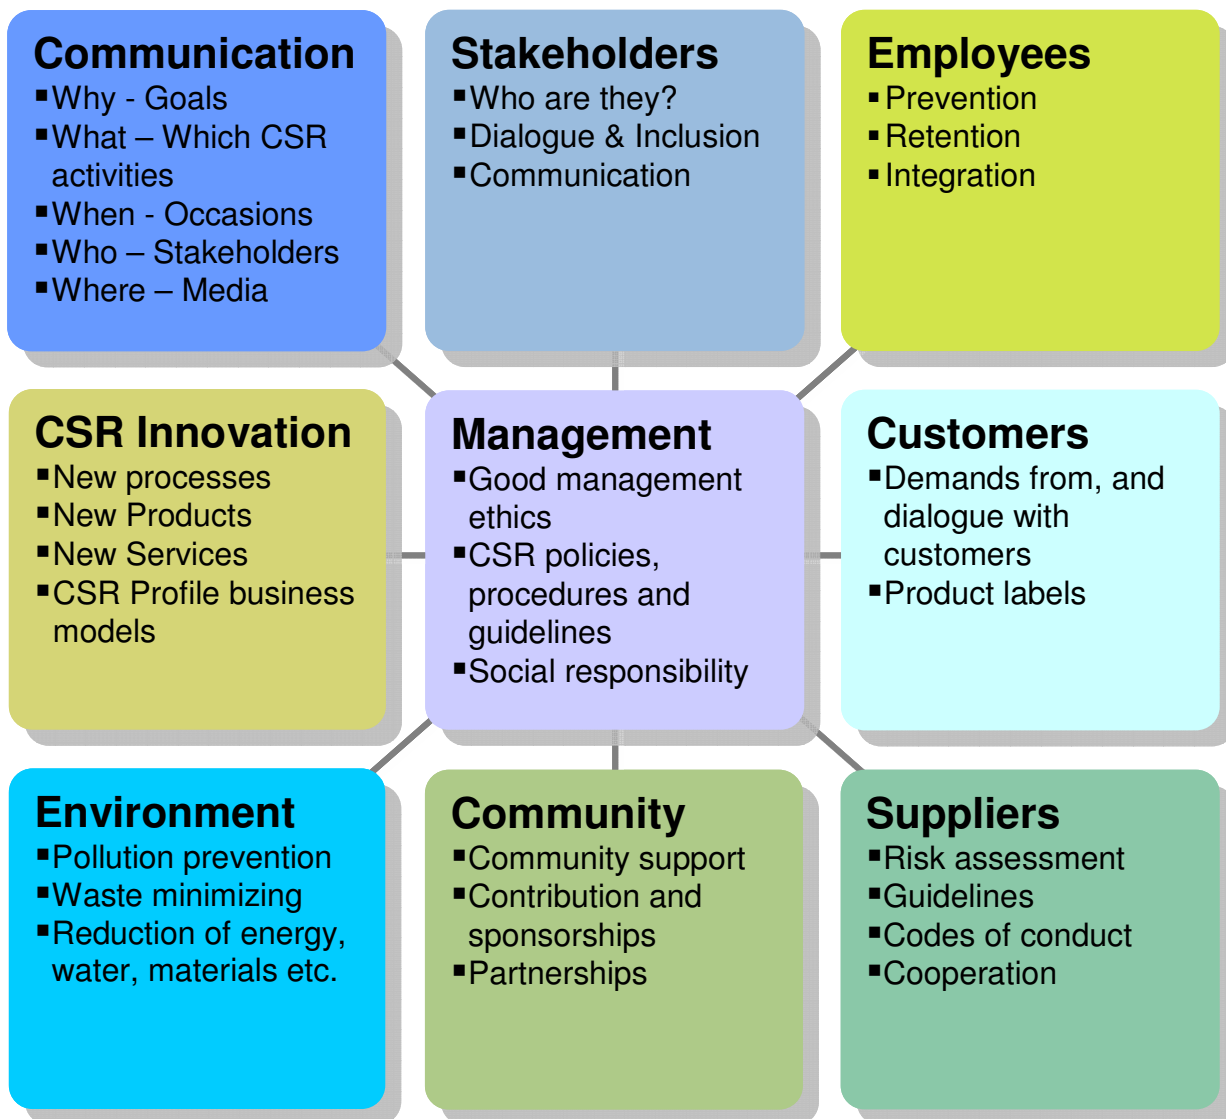 Communication
▪Why - Goals
▪What – Which CSR
activities
▪When - Occasions
▪Who – Stakeholders
▪Where – Media
Stakeholders
▪Who are they?
▪Dialogue & Inclusion
▪Communication
Employees
▪Prevention
▪Retention
▪Integration
CSR Innovation
▪New processes
▪New Products
▪New Services
▪CSR Profile business
models
Management
▪Good management
ethics
▪CSR policies,
procedures and
guidelines
▪Social responsibility
Customers
▪Demands from, and
dialogue with
customers
▪Product labels
Environment
▪Pollution prevention
▪Waste minimizing
▪Reduction of energy,
water, materials etc.
Community
▪Community support
▪Contribution and
sponsorships
▪Partnerships
Suppliers
▪Risk assessment
▪Guidelines
▪Codes of conduct
▪Cooperation